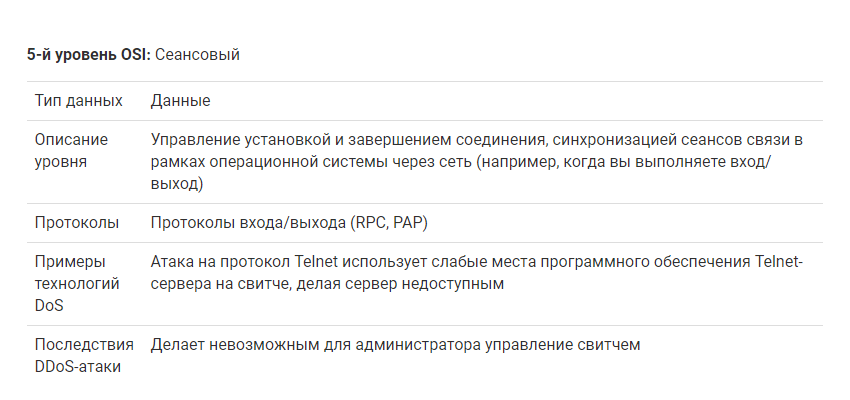 5-й уровень OSI: Сеансовый
Тип данных Данные
Описание уровня Управление установкой и завершением соединения, синхронизацией сеансов связи в
рамках операционной системы через сеть (например, когда вы выполняете вход/
выход)
Протоколы Протоколы входа/выхода (RPC, PAP)
Примеры технологий DoS Атака на протокол Telnet использует слабые места программного обеспечения Telnet-
сервера на свитче, делая сервер недоступным
Последствия DDoS-атаки Делает невозможным для администратора управление свитчем